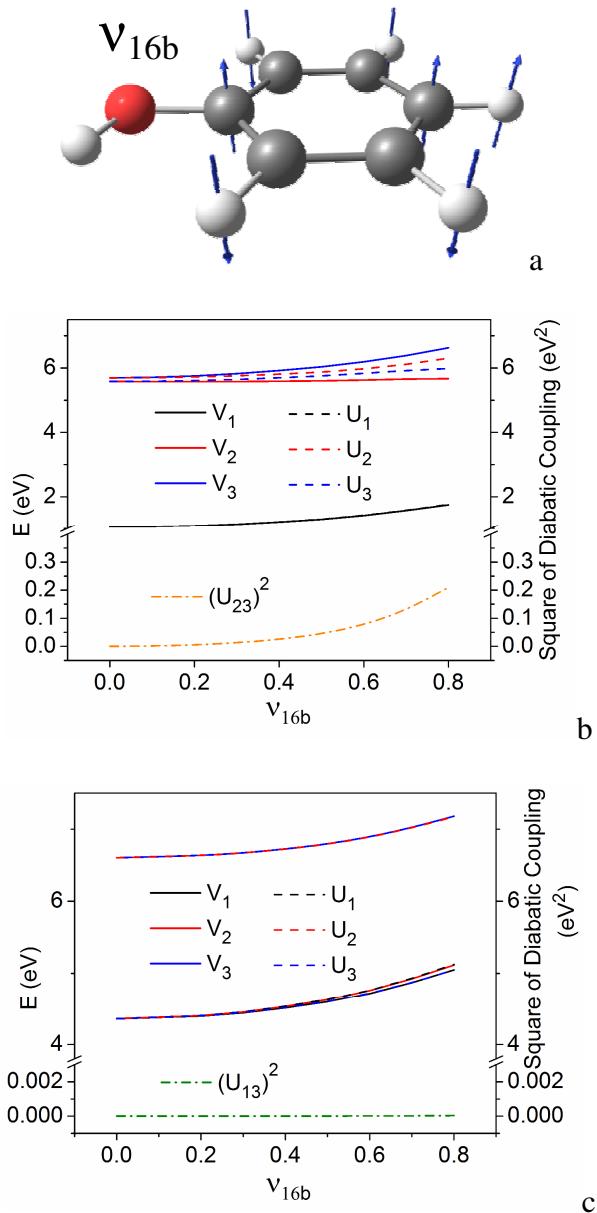 ν16b
a
6
4
2
0.3
0.2
0.1
0.0
E (eV)
V1 U1
V2 U2
V3 U3
(U23)2
6
4
2
0.3
0.2
0.1
0.0
Square of Diabatic Coupling (eV2)
0.0 0.2 0.4 0.6 0.8
ν16b
b
6
4
0.002
0.000
E (eV)
V1 U1
V2 U2
V3 U3
(U13)2
6
4
0.002
0.000
Square of Diabatic Coupling
(eV2)
0.0 0.2 0.4 0.6 0.8
ν16b
c